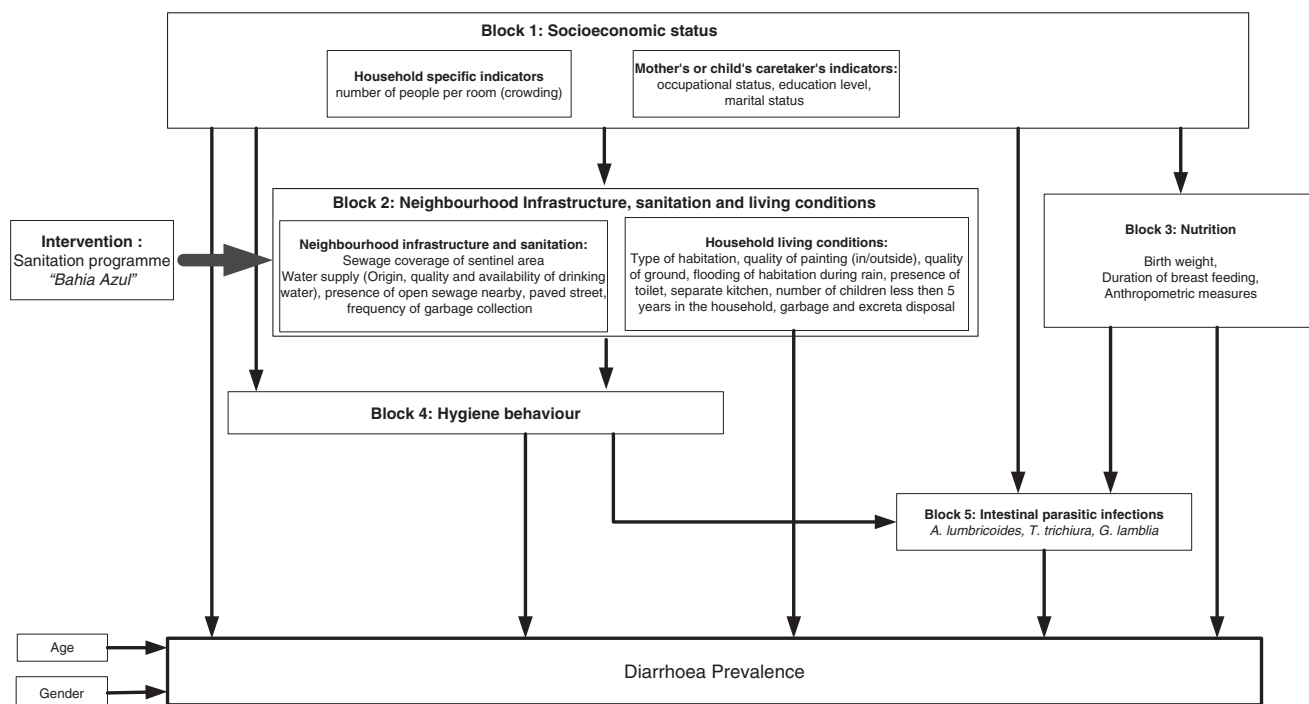 Block 1: Socioeconomic status
Household specific indicators
number of people per room (crowding)
Mother's or child's caretaker's indicators:
occupational status, education level,
marital status
Intervention :
Sanitation programme
“Bahia Azul”
Block 2: Neighbourhood Infrastructure, sanitation and living conditions
Neighbourhood infrastructure and sanitation:
Sewage coverage of sentinel area
Water supply (Origin, quality and availability of drinking
water), presence of open sewage nearby, paved street,
frequency of garbage collection
Household living conditions:
Type of habitation, quality of painting (in/outside), quality
of ground, flooding of habitation during rain, presence of
toilet, separate kitchen, number of children less then 5
years in the household, garbage and excreta disposal
Block 3: Nutrition
Birth weight,
Duration of breast feeding,
Anthropometric measures
Block 4: Hygiene behaviour
Block 5: Intestinal parasitic infections
A. lumbricoides, T. trichiura, G. lamblia
Age
Gender
Diarrhoea Prevalence